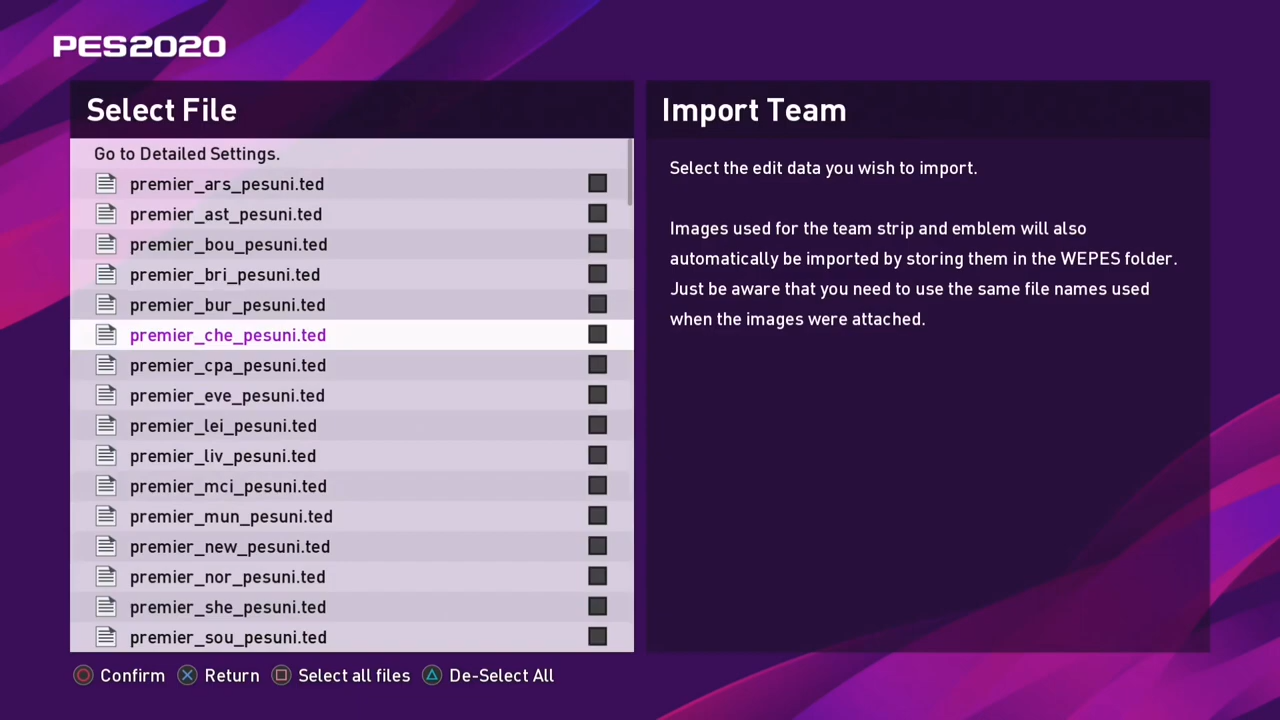 PES2020
Select File
Go to Detailed Settings.
premier_ars_pesuni.ted
premier_ast_pesuni.ted
premier_bou_pesuni.ted
premier_bri_pesuni.ted
premier_bur_pesuni.ted
premier_che_pesuni.ted
premier_cpa_pesuni.ted
premier_eve_pesuni.ted
premier_lei_pesuni.ted
premier_liv_pesuni.ted
premier_mci_pesuni.ted
premier_mun_pesuni.ted
premier_new_pesuni.ted
premier_nor_pesuni.ted
premier_she_pesuni.ted
premier_sou_pesuni.ted
Import Team
Select the edit data you wish to import.
Images used for the team strip and emblem will also
automatically be imported by storing them in the WEPES folder.
Just be aware that you need to use the same file names used
when the images were attached.
Confirm Return Select all files De-Select All